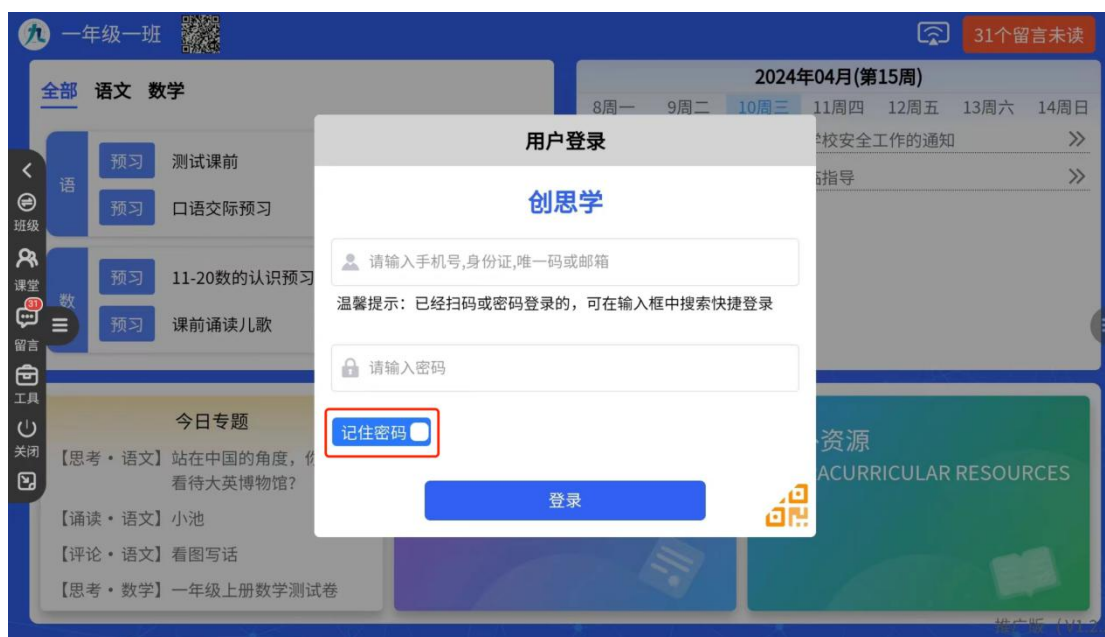 九 一年级一班
31个留言未读
全部 语文 数学
2024年04月(第15周)
8周一 9周二 10周三 11周四 12周五 13周六 14周日
校安全工作的通知
指导
语
预习 测试课前
预习 口语交际预习
数
预习 11-20数的认识预习
预习 课前诵读儿歌
班级
课堂
31
留言
工具
关闭
用户登录
创思学
请输入手机号,身份证,唯一码或邮箱
温馨提示：已经扫码或密码登录的，可在输入框中搜索快捷登录
请输入密码
记住密码
登录
今日专题
【思考·语文】站在中国的角度，
看待大英博物馆?
【诵读·语文】小池
【评论·语文】看图写话
【思考·数学】一年级上册数学测试卷
资源
ACURRICULAR RESOURCES
推广版（V1.2